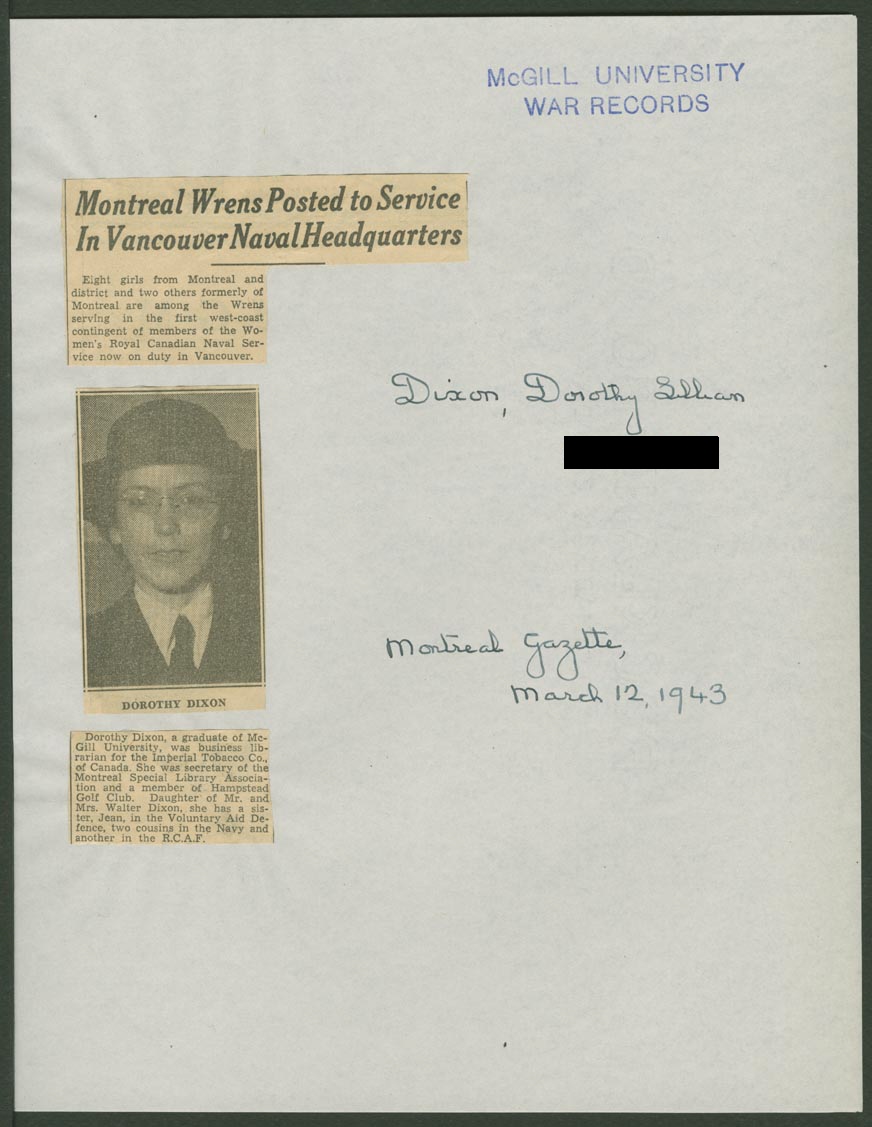 McGILL UNIVERSITY
WAR RECORDS
Montreal Wrens Posted to Service
In Vancouver Naval Headquarters
Eight girls from Montreal and
district and two others formerly of
Montreal are among the Wrens
serving in the first west-coast
contingent of members of the Wo-
men's Royal Canadian Naval Ser-
vice now on duty in Vancouver.
Dixon, Dorothy Lillian
DOROTHY DIXON
Montreal Gazette,
March 12, 1943
Dorothy Dixon, a graduate of Mc-
Gill University, was business lib-
rarian for the Imperial Tobacco Co.,
of Canada. She was secretary of the
Montreal Special Library Associa-
tion and a member of Hampstead
Golf Club. Daughter of Mr. and
Mrs. Walter Dixon, she has a sis-
ter, Jean, in the Voluntary Aid De-
fence, two cousins in the Navy and
another in the R.C.A.F.